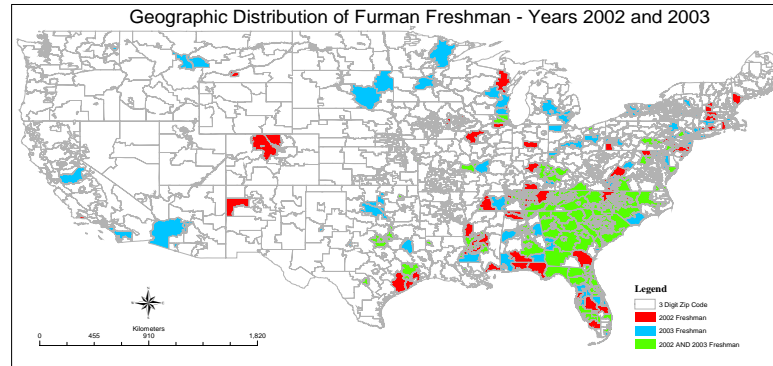 Geographic Distribution of Furman Freshman - Years 2002 and 2003
Legend
3 Digit Zip Code
2002 Freshman
2003 Freshman
2002 AND 2003 Freshman
Kilometers
0 455 910 1,820